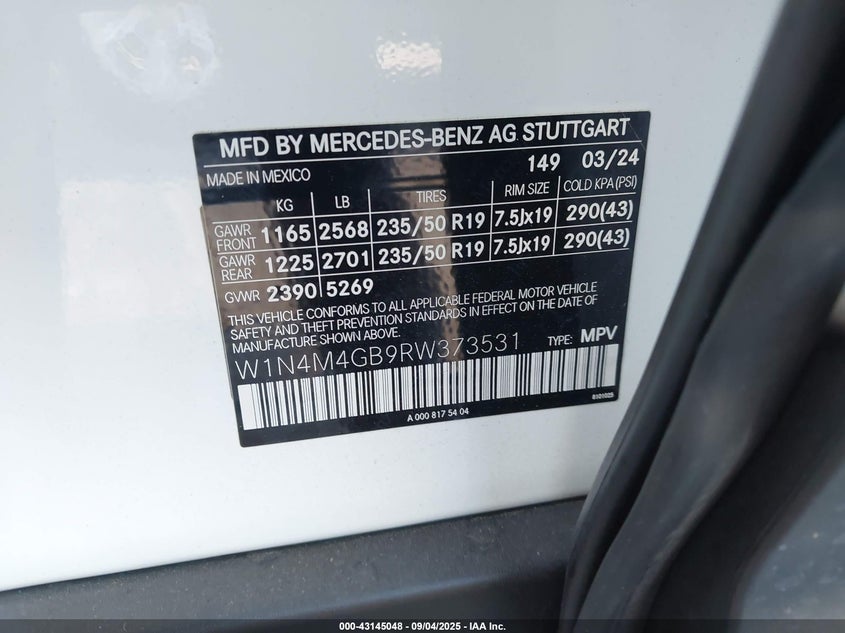 MFD BY MERCEDES-BENZ AG STUTTGART
149 03/24
MADE IN MEXICO
KG LB TIRES RIM SIZE COLD KPA (PSI)
GAWR FRONT 1165 2568 235/50 R19 7.5Jx19 290(43)
GAWR REAR 1225 2701 235/50 R19 7.5Jx19 290(43)
GVWR 2390 5269
THIS VEHICLE CONFORMS TO ALL APPLICABLE FEDERAL MOTOR VEHICLE
SAFETY AND THEFT PREVENTION STANDARDS IN EFFECT ON THE DATE OF
MANUFACTURE SHOWN ABOVE.
W1N4M4GB9RW373531 TYPE: MPV
A 000 817 54 04
000-43145048 - 09/04/2025 - IAA Inc.